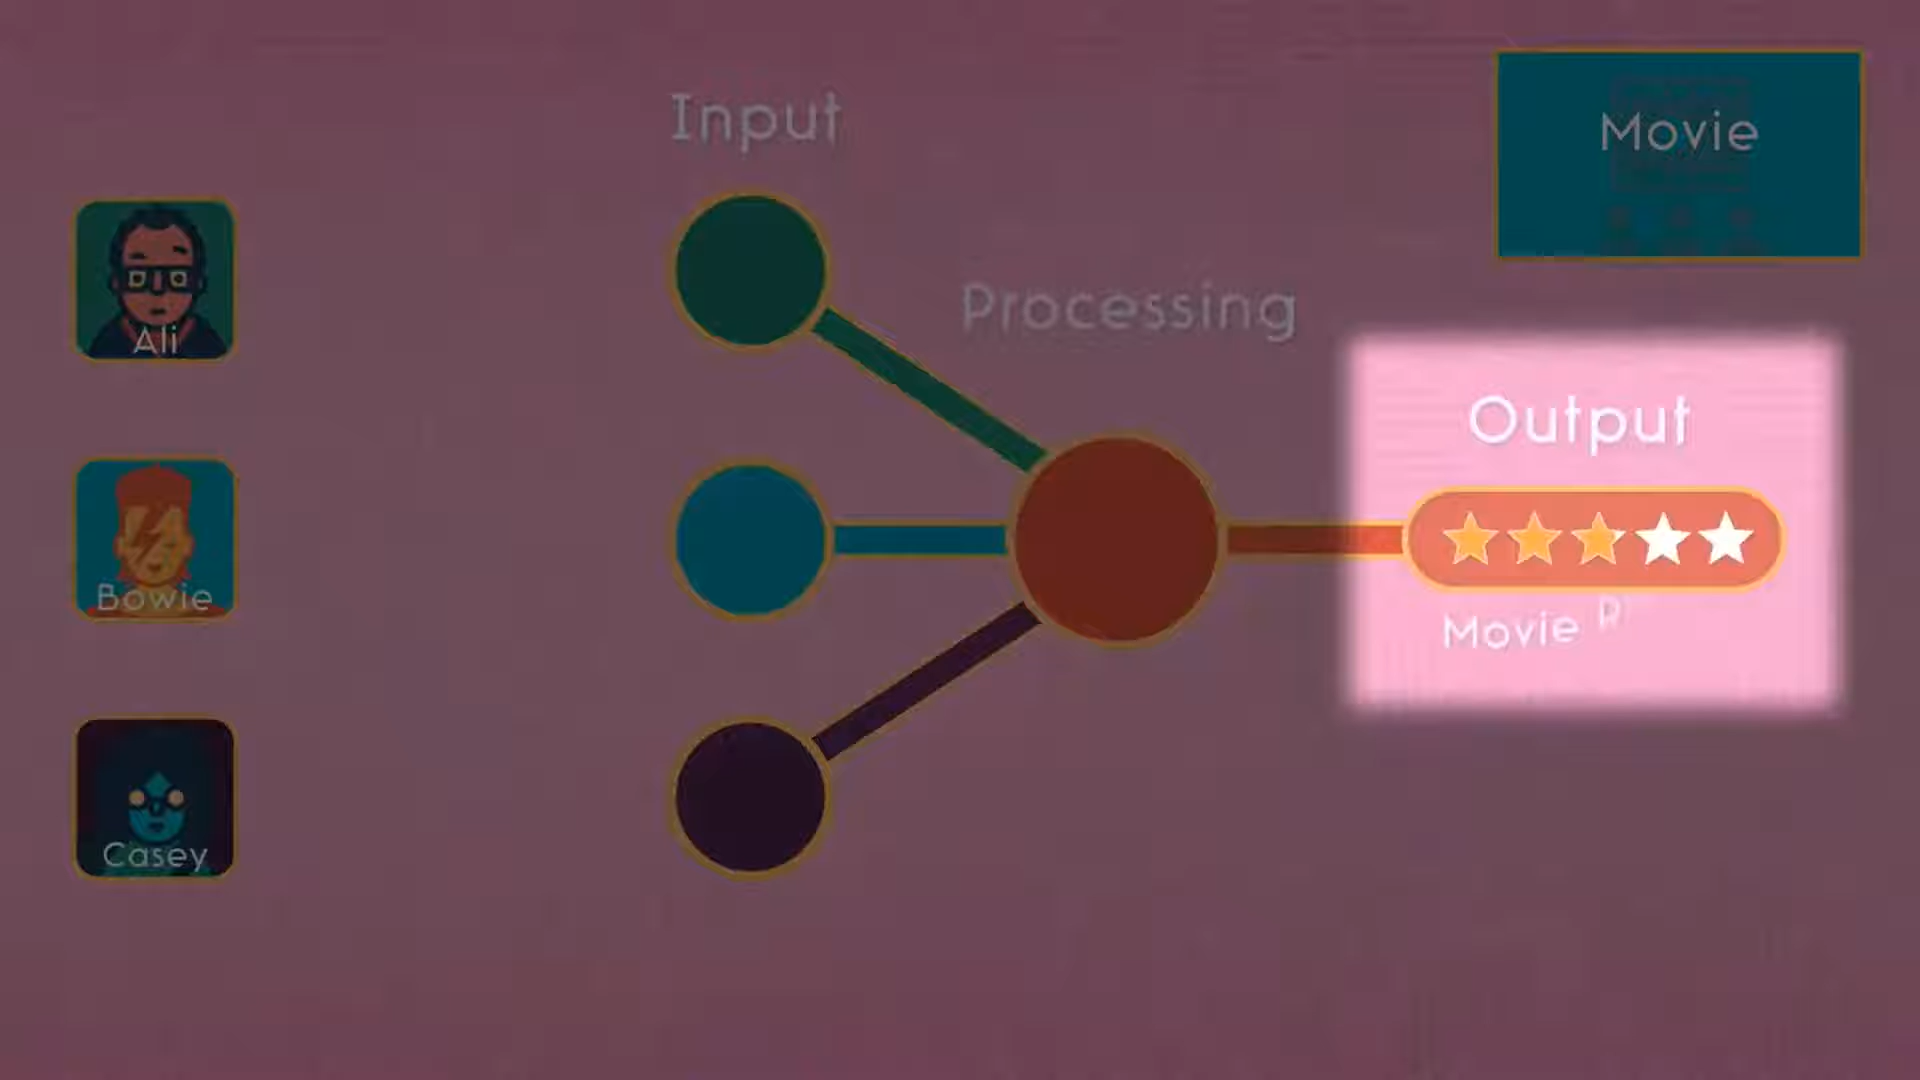 Input
Movie
Ali
Processing
Output
Bowie
Movie
Casey